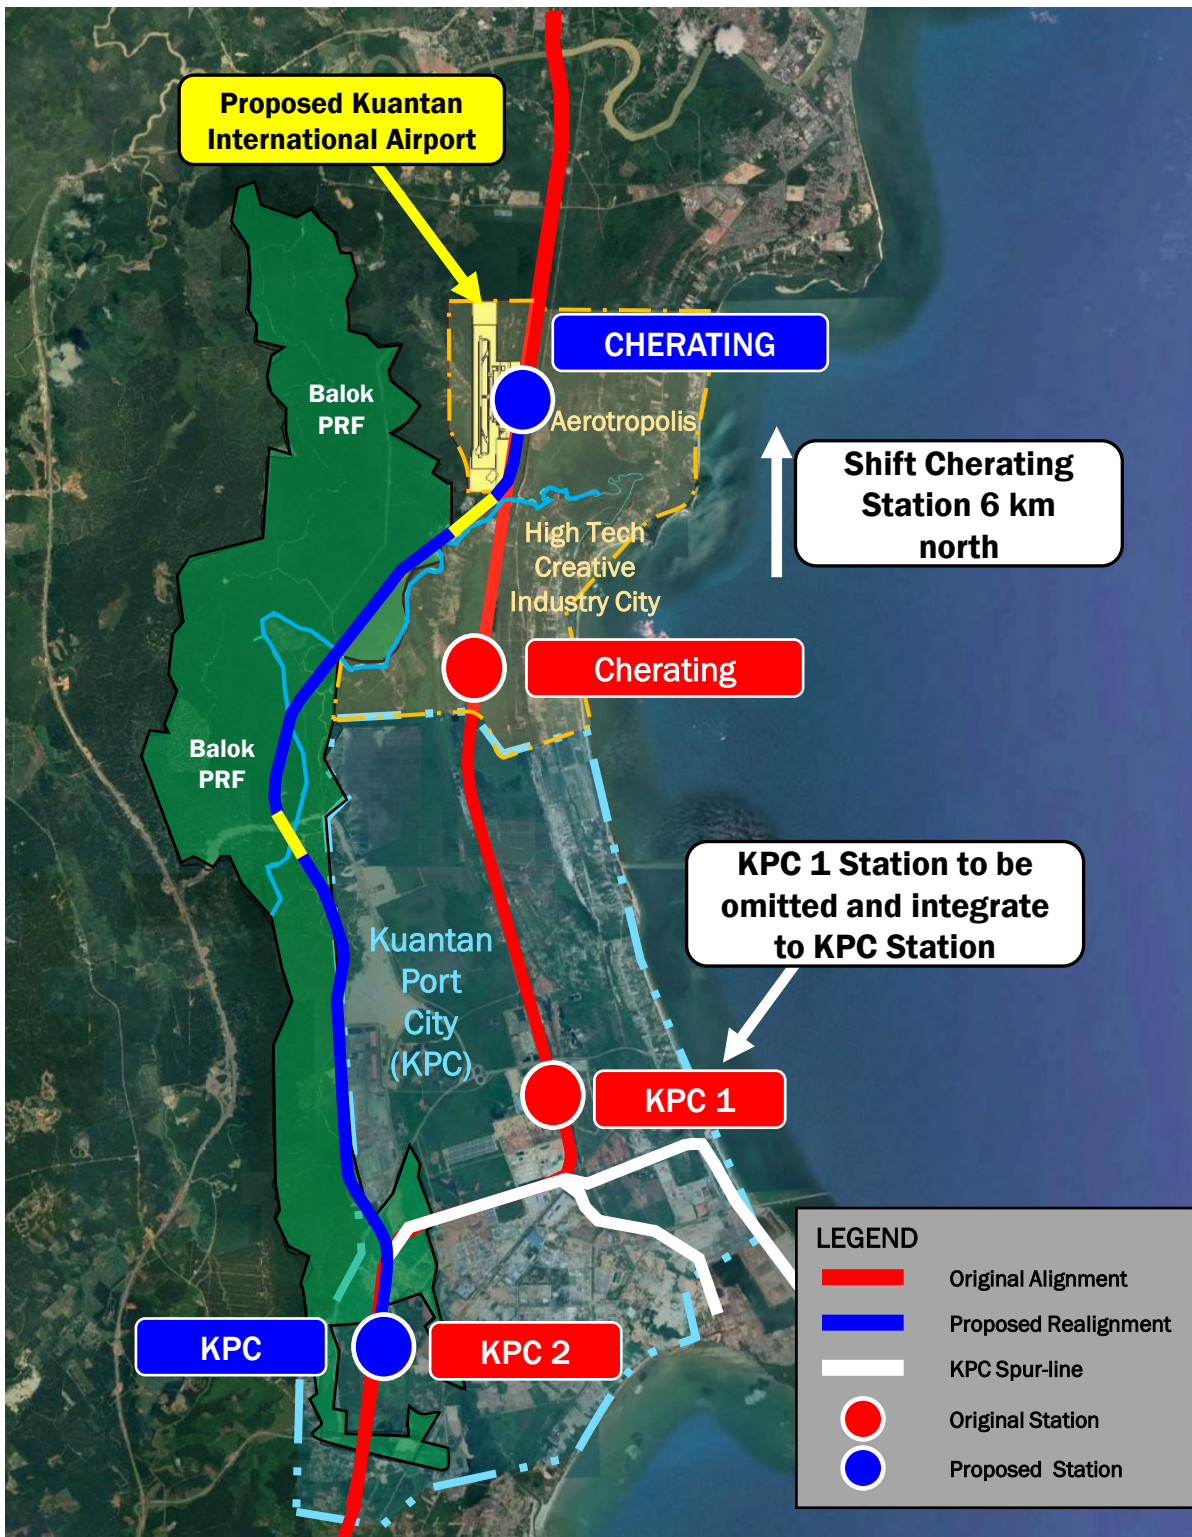 Proposed Kuantan
International Airport
CHERATING
Balok
PRF
Aerotropolis
Shift Cherating
Station 6 km
north
High Tech
Creative
Industry City
Cherating
Balok
PRF
KPC 1 Station to be
omitted and integrate
to KPC Station
Kuantan
Port
City
(KPC)
KPC 1
LEGEND
Original Alignment
Proposed Realignment
KPC Spur-line
Original Station
Proposed Station
KPC
KPC 2